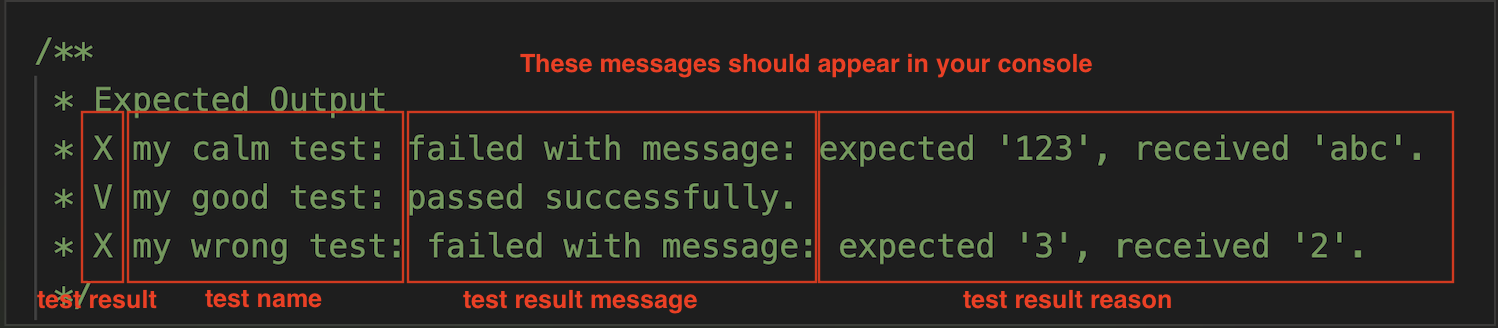 /**
These messages should appear in your console
* Expected Output
* X my calm test: failed with message: expected '123', received 'abc'.
* V my good test: passed successfully.
* X my wrong test: failed with message: expected '3', received '2'.
*/
test result test name test result message test result reason